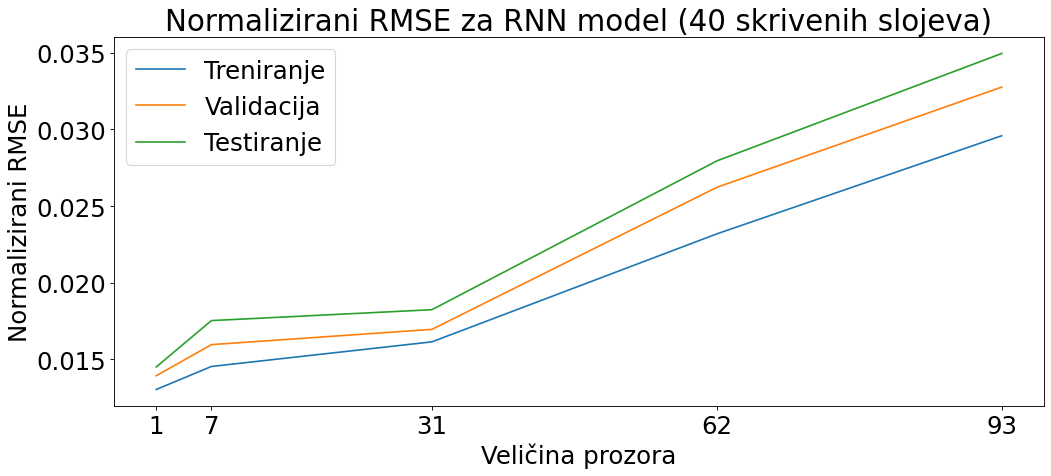 Normalizirani RMSE za RNN model (40 skrivenih slojeva)
Normalizirani RMSE
0.035
0.030
0.025
0.020
0.015
Treniranje
Validacija
Testiranje
1 7 31 62 93
Veličina prozora